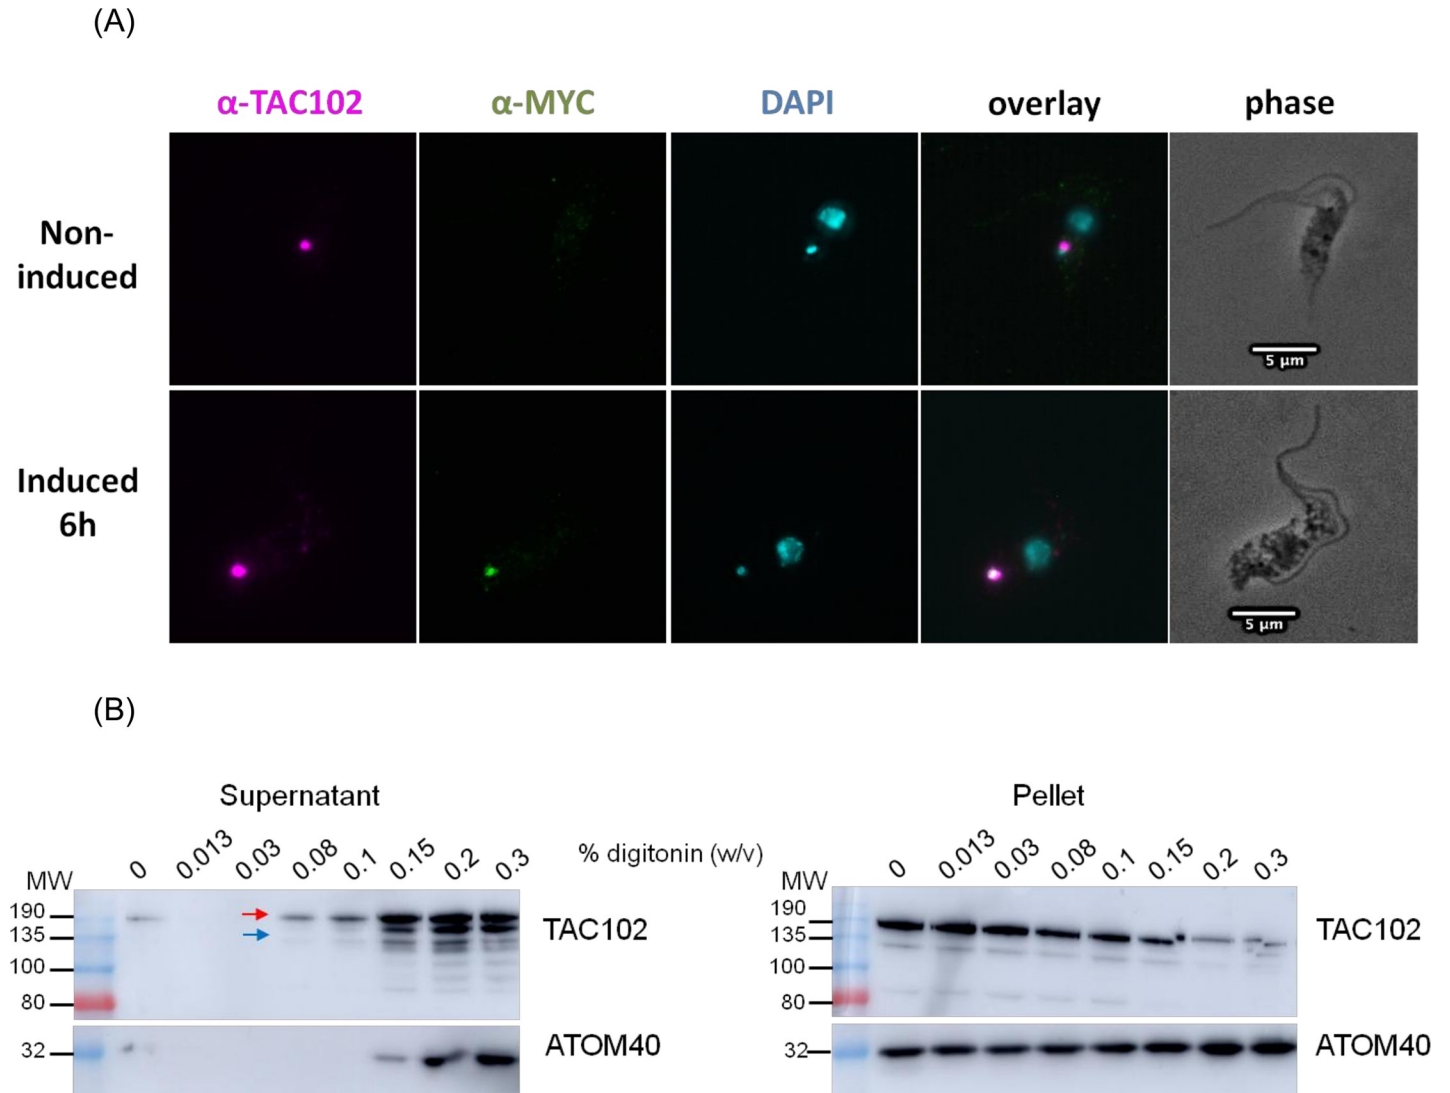 (A)
α-TAC102 α-MYC DAPI overlay phase
Non-
induced
5 µm
Induced
6h
5 µm
(B)
Supernatant
Pellet
0 0.013 0.03 0.08 0.1 0.15 0.2 0.3
% digitonin (w/v)
0 0.013 0.03 0.08 0.1 0.15 0.2 0.3
MW
190
135
100
80
TAC102
32
ATOM40
MW
190
135
100
80
TAC102
32
ATOM40